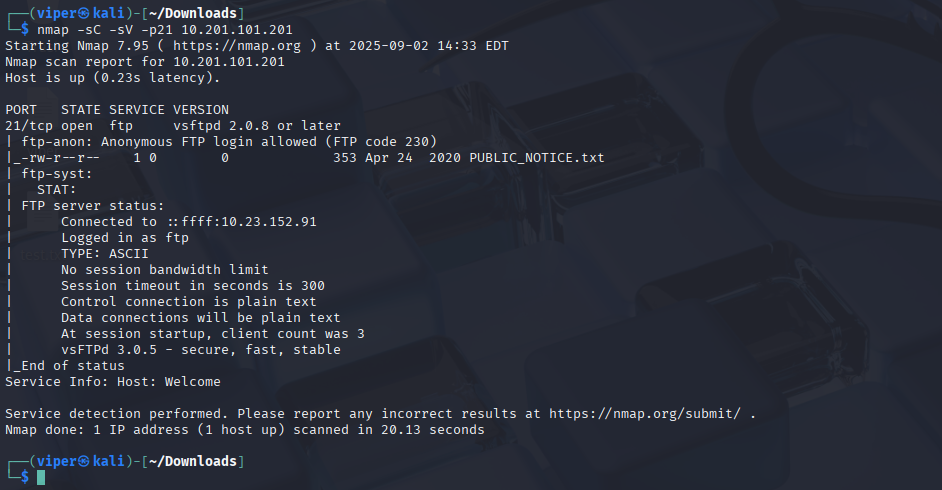 ┌──(viper㉿kali)-[~/Downloads]
└─$ nmap -sC -sV -p21 10.201.101.201
Starting Nmap 7.95 ( https://nmap.org ) at 2025-09-02 14:33 EDT
Nmap scan report for 10.201.101.201
Host is up (0.23s latency).

PORT   STATE SERVICE VERSION
21/tcp open  ftp     vsftpd 2.0.8 or later
| ftp-anon: Anonymous FTP login allowed (FTP code 230)
|_-rw-r--r--    1 0        0             353 Apr 24  2020 PUBLIC_NOTICE.txt
| ftp-syst:
|   STAT:
| FTP server status:
|      Connected to ::ffff:10.23.152.91
|      Logged in as ftp
|      TYPE: ASCII
|      No session bandwidth limit
|      Session timeout in seconds is 300
|      Control connection is plain text
|      Data connections will be plain text
|      At session startup, client count was 3
|      vsFTPd 3.0.5 - secure, fast, stable
|_End of status
Service Info: Host: Welcome

Service detection performed. Please report any incorrect results at https://nmap.org/submit/ .
Nmap done: 1 IP address (1 host up) scanned in 20.13 seconds

┌──(viper㉿kali)-[~/Downloads]
└─$